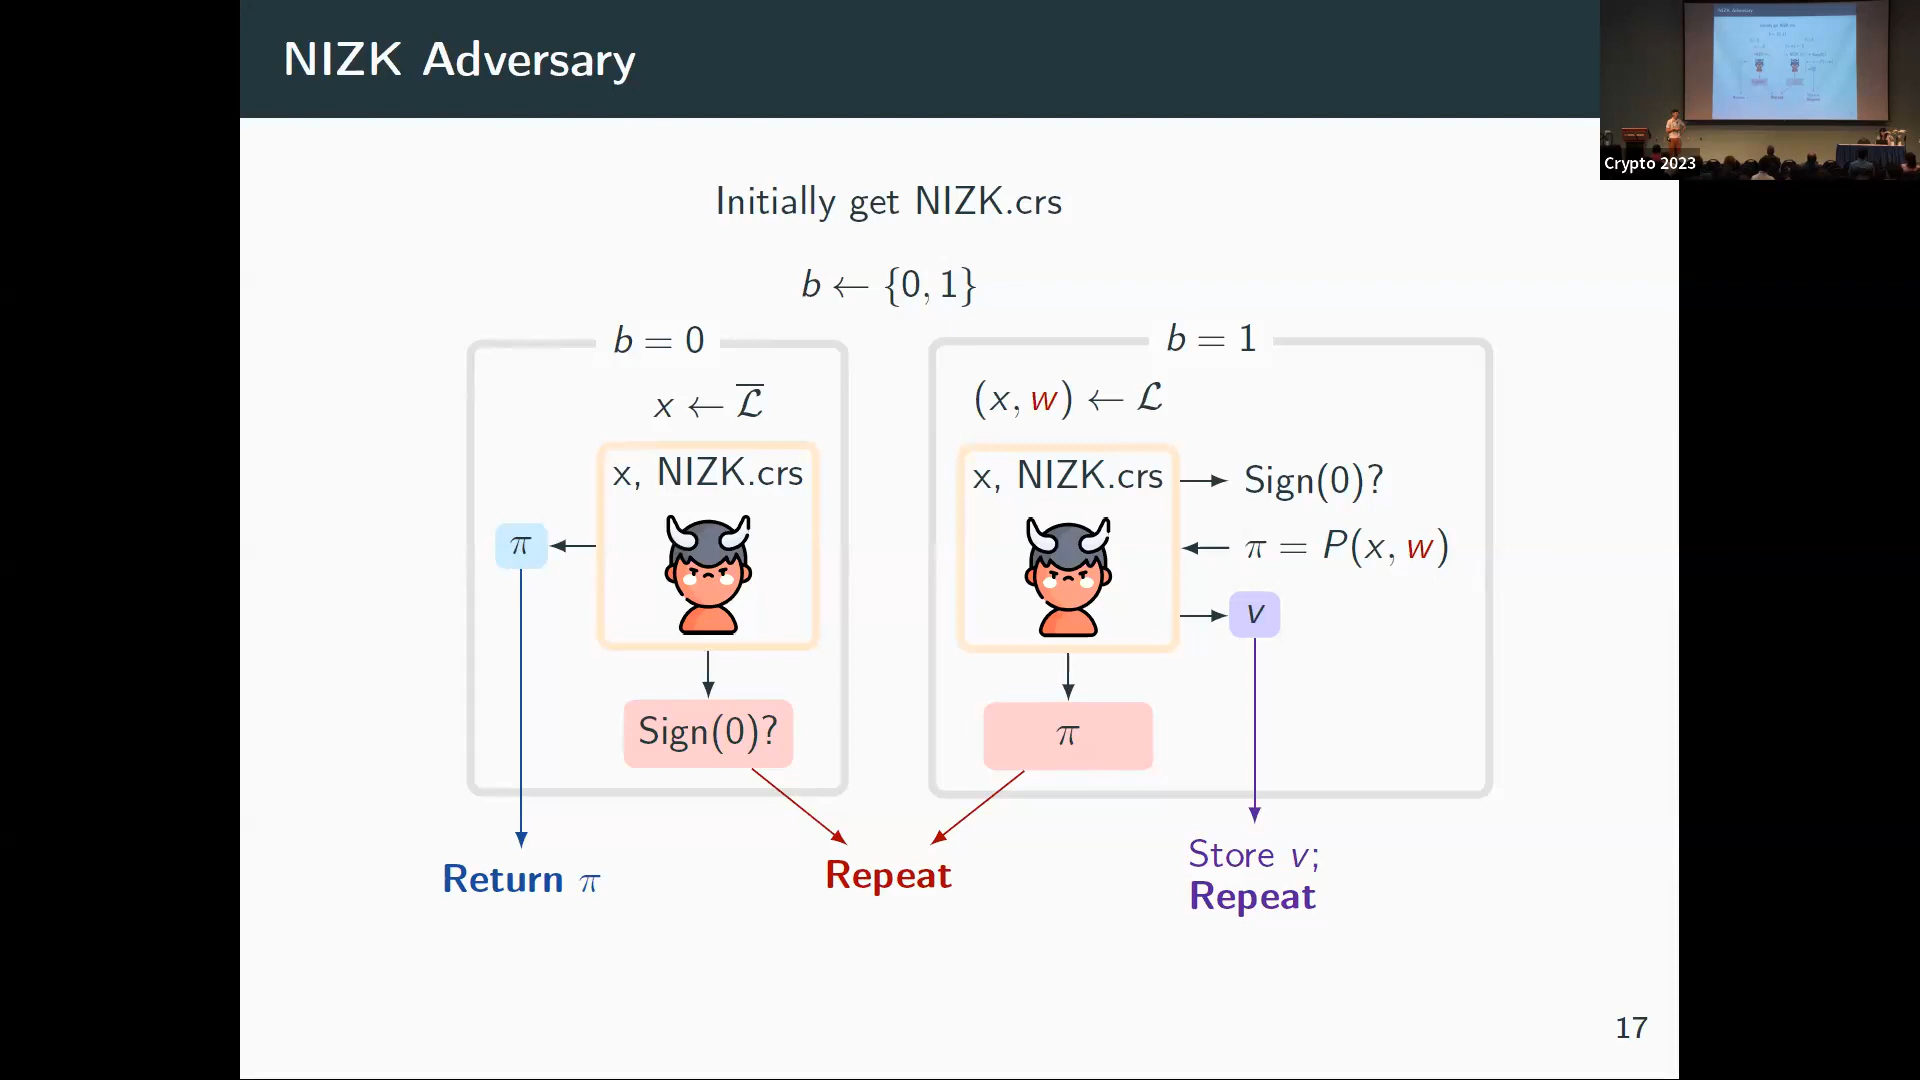 NIZK Adversary
Crypto 2023
Initially get NIZK.crs
b ← {0, 1}
b = 0
x ← \overline{ℒ}
x, NIZK.crs
π
Sign(0)?
Return π
b = 1
(x, w) ← ℒ
x, NIZK.crs
Sign(0)?
π = P(x, w)
v
π
Repeat
Store v;
Repeat
17